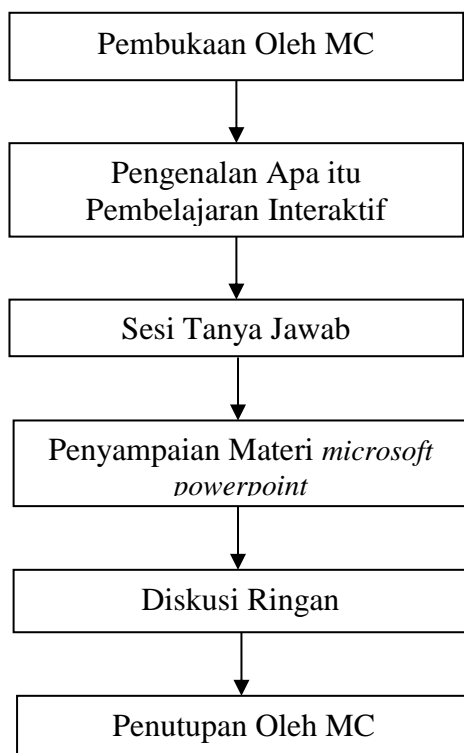 Pembukaan Oleh MC
Pengenalan Apa itu
Pembelajaran Interaktif
Sesi Tanya Jawab
Penyampaian Materi microsoft
powerpoint
Diskusi Ringan
Penutupan Oleh MC